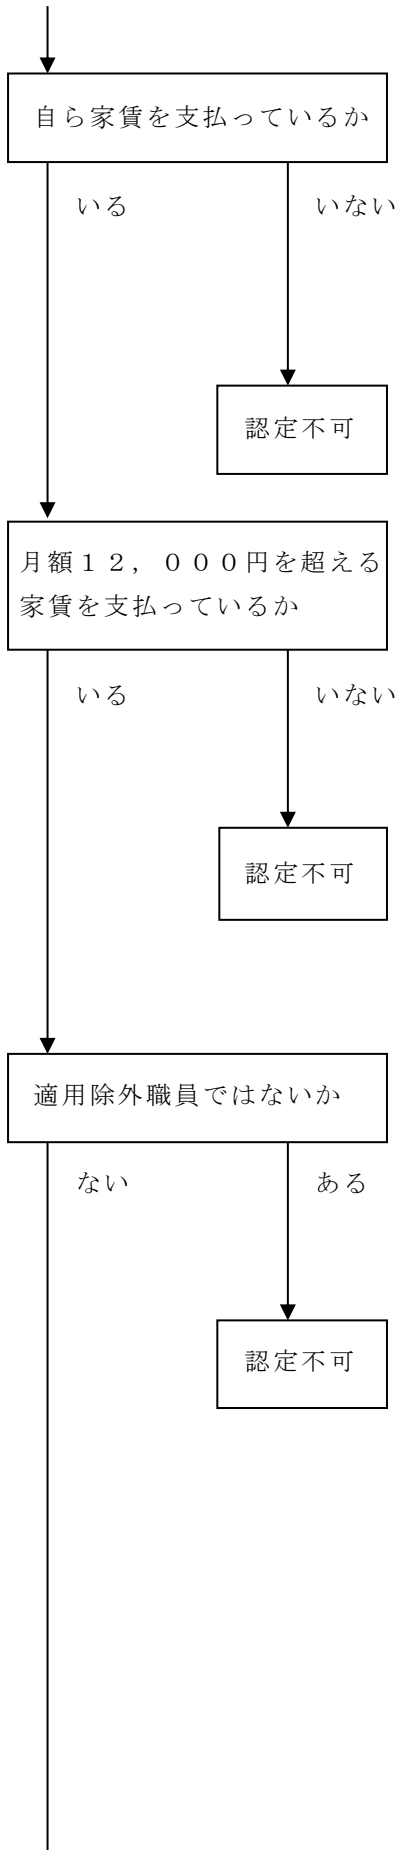 自ら家賃を支払っているか
いる
いない
認定不可
月額１２，０００円を超える
家賃を支払っているか
いる
いない
認定不可
適用除外職員ではないか
ない
ある
認定不可